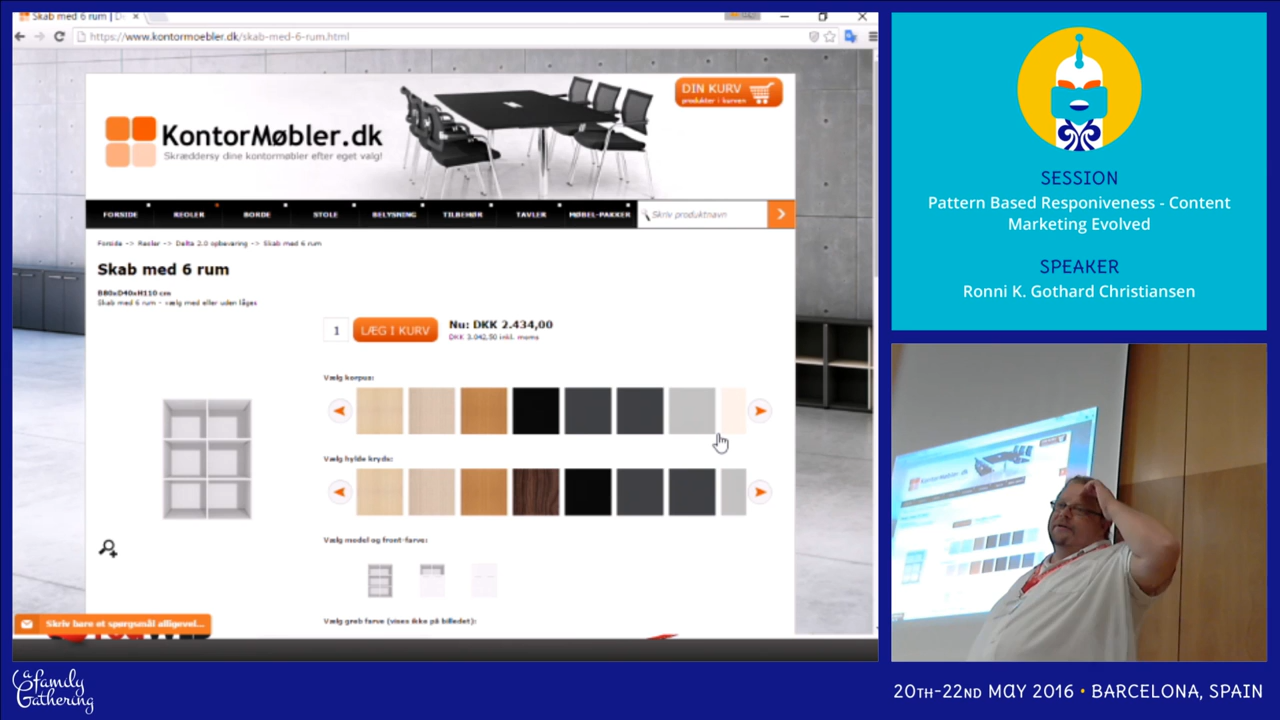 Skab med 6 rum | D
https://www.kontormoebler.dk/skab-med-6-rum.html
DIN KURV
produkter i kurven
KontorMøbler.dk
Skræddersy dine kontormøbler efter eget valg!
FORSIDE REOLER BORDE STOLE BELYSNING TILBEHØR TAVLER MØBEL-PAKKER Skriv produktnavn
Forside -> Reoler -> Delta 2.0 opbevaring -> Skab med 6 rum
Skab med 6 rum
B80xD40xH110 cm
Skab med 6 rum - vælg med eller uden låger
1 LÆG I KURV Nu: DKK 2.434,00
DKK 3.042,50 inkl. moms
Vælg korpus:
Vælg hylde kryds:
Vælg model og front-farve:
Vælg greb farve (vises ikke på billedet):
Skriv bare et spørgsmål alligevel...
SESSION
Pattern Based Responiveness - Content
Marketing Evolved
SPEAKER
Ronni K. Gothard Christiansen
a family
Gathering
20TH-22ND MAY 2016 • BARCELONA, SPAIN